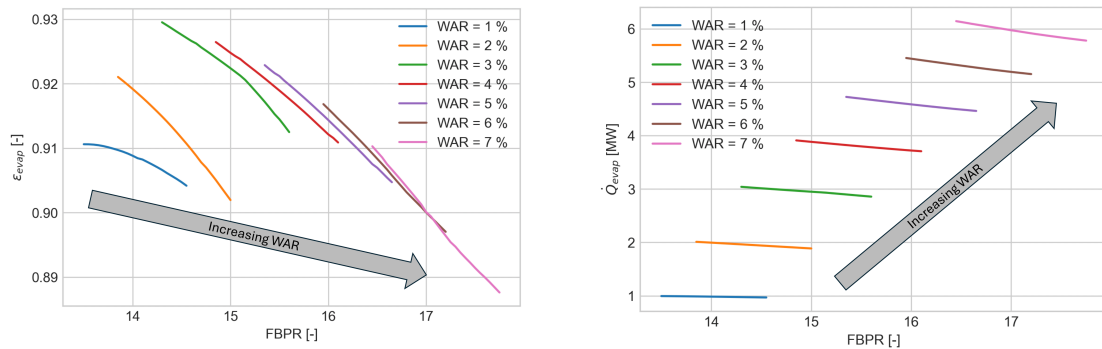 0.93
0.92
0.91
0.90
0.89
ε_evap [-]
14
15
16
17
FBPR [-]
WAR = 1 %
WAR = 2 %
WAR = 3 %
WAR = 4 %
WAR = 5 %
WAR = 6 %
WAR = 7 %
Increasing WAR
6
5
4
3
2
1
Q̇_evap [MW]
14
15
16
17
FBPR [-]
WAR = 1 %
WAR = 2 %
WAR = 3 %
WAR = 4 %
WAR = 5 %
WAR = 6 %
WAR = 7 %
Increasing WAR